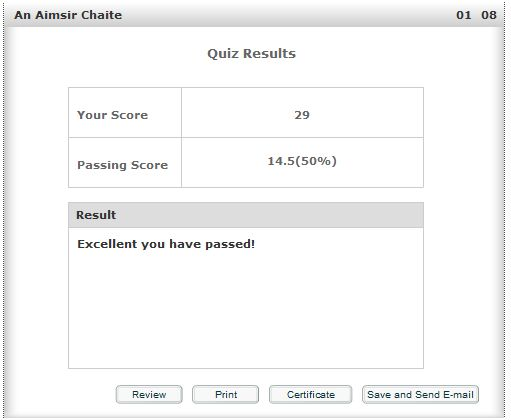 An Aimsir Chaite 01 08
Quiz Results
Your Score 29
Passing Score 14.5(50%)
Result
Excellent you have passed!
Review Print Certificate Save and Send E-mail